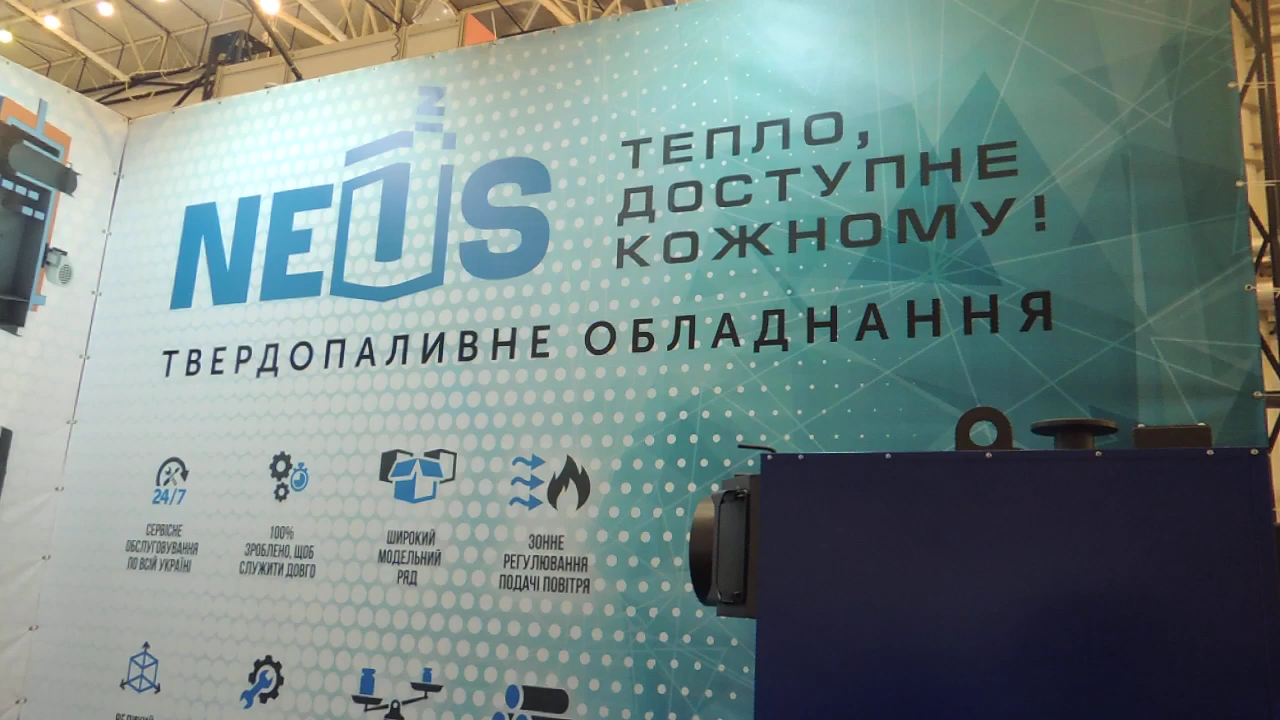 NEUS
ТЕПЛО,
ДОСТУПНЕ
КОЖНОМУ!
ТВЕРДОПАЛИВНЕ ОБЛАДНАННЯ
24/7
СЕРВІСНЕ
ОБСЛУГОВУВАННЯ
ПО ВСІЙ УКРАЇНІ
100%
ЗРОБЛЕНО, ЩОБ
СЛУЖИТИ ДОВГО
ШИРОКИЙ
МОДЕЛЬНИЙ
РЯД
ЗОННЕ
РЕГУЛЮВАННЯ
ПОДАЧІ ПОВІТРЯ